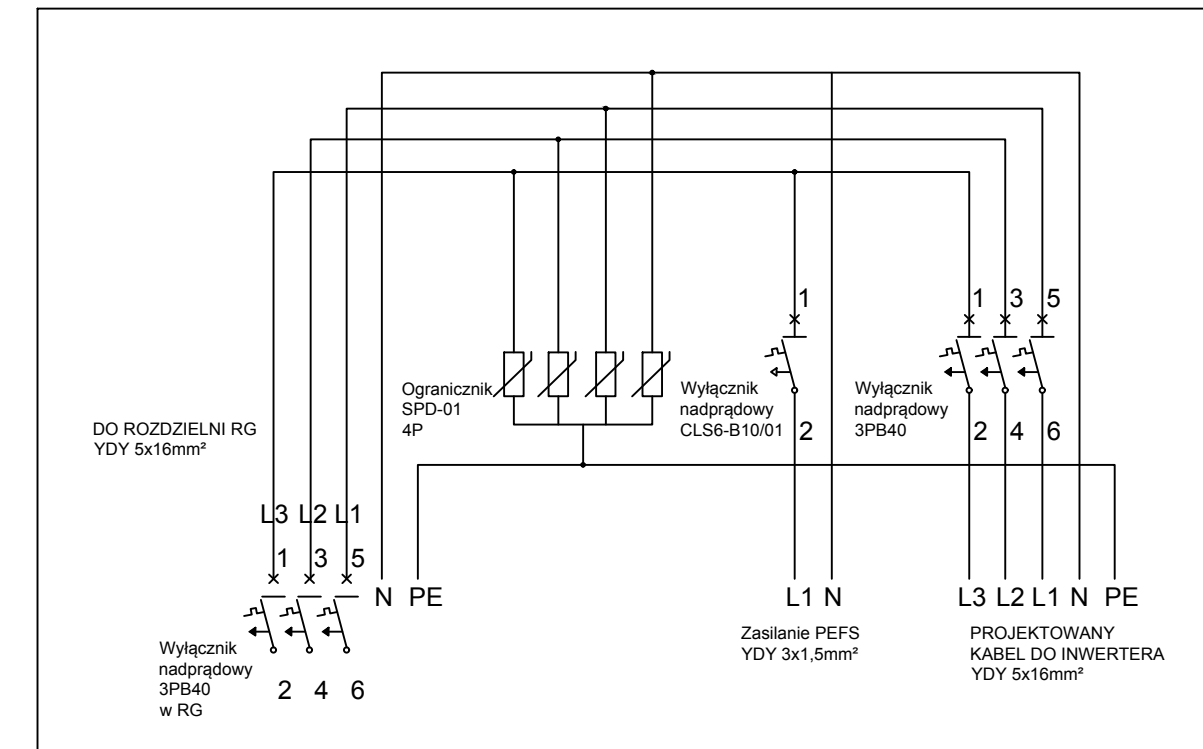 1
1 3 5
Ogranicznik
SPD-01
4P
Wyłącznik
nadprądowy
CLS6-B10/01
2
Wyłącznik
nadprądowy
3PB40
2 4 6
DO ROZDZIELNI RG
YDY 5x16mm²
L3 L2 L1
1 3 5
N PE
L1 N
L3 L2 L1 N PE
Wyłącznik
nadprądowy
3PB40
w RG
2 4 6
Zasilanie PEFS
YDY 3x1,5mm²
PROJEKTOWANY
KABEL DO INWERTERA
YDY 5x16mm²